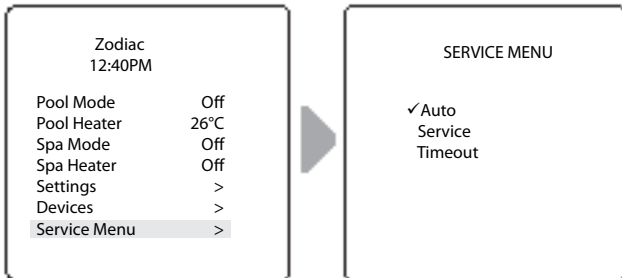 Zodiac
12:40PM
Pool Mode Off
Pool Heater 26°C
Spa Mode Off
Spa Heater Off
Settings >
Devices >
Service Menu >
SERVICE MENU
✓Auto
Service
Timeout